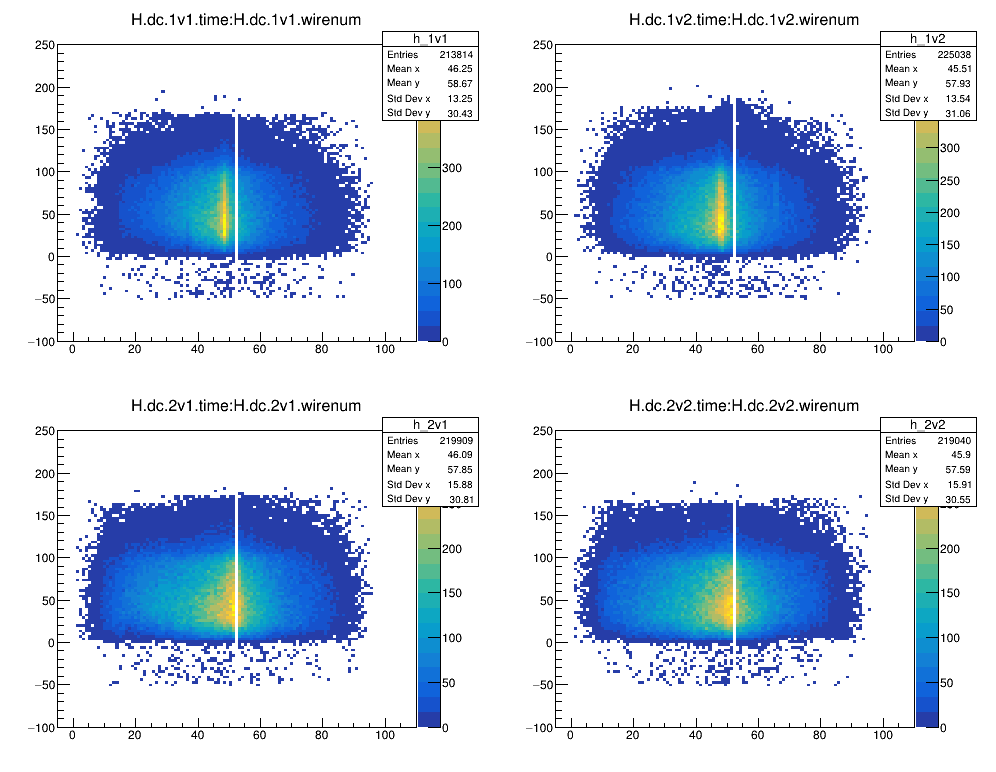 H.dc.1v1.time:H.dc.1v1.wirenum
h_1v1
Entries 213814
Mean x 46.25
Mean y 58.67
Std Dev x 13.25
Std Dev y 30.43
250
200
150
100
50
0
−50
−100
0 20 40 60 80 100
300
200
100
0
H.dc.1v2.time:H.dc.1v2.wirenum
h_1v2
Entries 225038
Mean x 45.51
Mean y 57.93
Std Dev x 13.54
Std Dev y 31.06
250
200
150
100
50
0
−50
−100
0 20 40 60 80 100
300
250
200
150
100
50
0
H.dc.2v1.time:H.dc.2v1.wirenum
h_2v1
Entries 219909
Mean x 46.09
Mean y 57.85
Std Dev x 15.88
Std Dev y 30.81
250
200
150
100
50
0
−50
−100
0 20 40 60 80 100
200
150
100
50
0
H.dc.2v2.time:H.dc.2v2.wirenum
h_2v2
Entries 219040
Mean x 45.9
Mean y 57.59
Std Dev x 15.91
Std Dev y 30.55
250
200
150
100
50
0
−50
−100
0 20 40 60 80 100
200
150
100
50
0